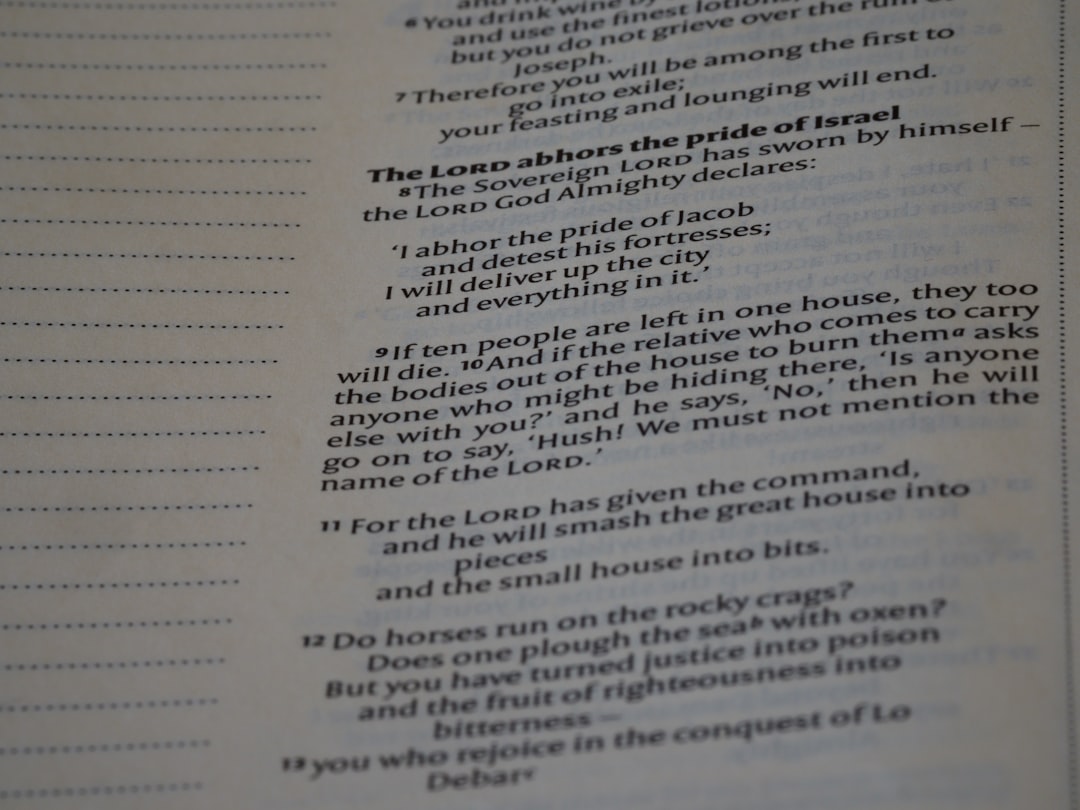 6 You drink wine by
and use the finest lotions,
but you do not grieve over the ruin
Joseph.
7 Therefore you will be among the first to
go into exile;
your feasting and lounging will end.
The LORD abhors the pride of Israel
8 The Sovereign LORD has sworn by himself –
the LORD God Almighty declares:
‘I abhor the pride of Jacob
and detest his fortresses;
I will deliver up the city
and everything in it.’
9 If ten people are left in one house, they too
will die. 10 And if the relative who comes to carry
the bodies out of the house to burn them a asks
anyone who might be hiding there, ‘Is anyone
else with you?’ and he says, ‘No,’ then he will
go on to say, ‘Hush! We must not mention the
name of the LORD.’
11 For the LORD has given the command,
and he will smash the great house into
pieces
and the small house into bits.
12 Do horses run on the rocky crags?
Does one plough the sea b with oxen?
But you have turned justice into poison
and the fruit of righteousness into
bitterness –
13 you who rejoice in the conquest of Lo
Debar c